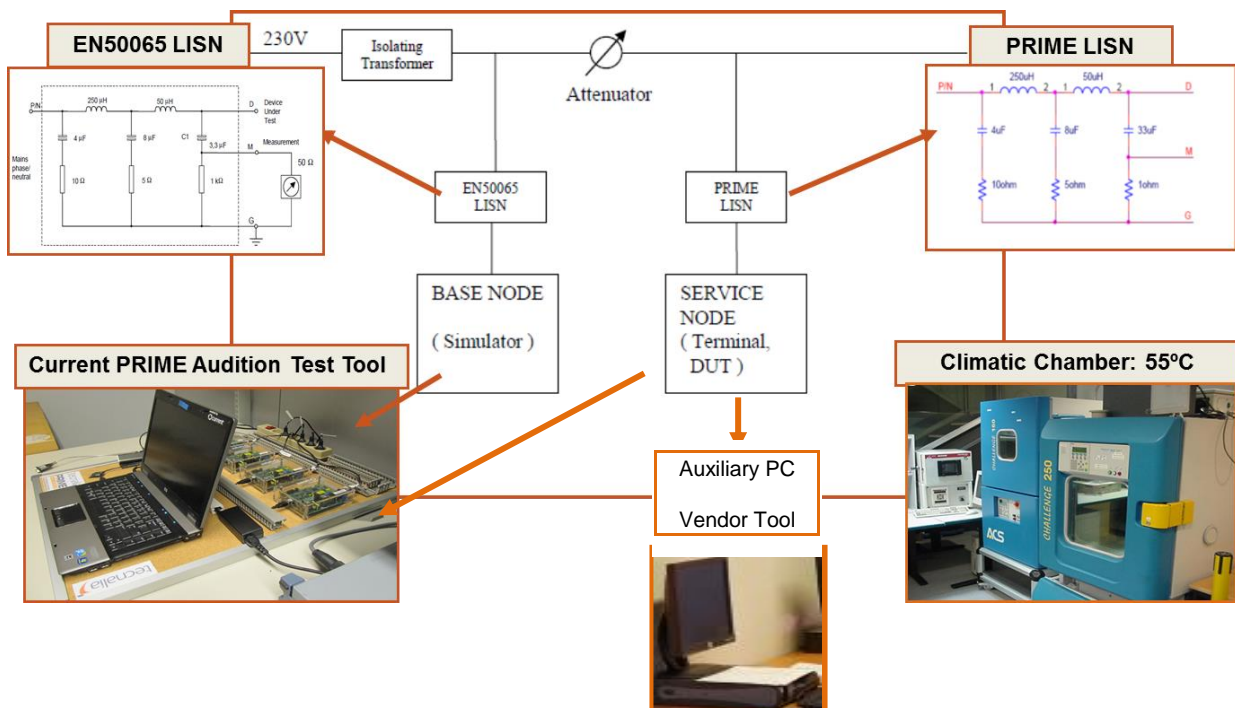 EN50065 LISN
230V
Isolating
Transformer
Attenuator
PRIME LISN
P/N
250 µH
50 µH
D
Device
Under
Test
4 µF
8 µF
C1
3,3 µF
M
Measurement
50 Ω
Mains
phase/
neutral
10 Ω
5 Ω
1 kΩ
G
P/N
1
250uH
2
1
50uH
2
D
4uF
8uF
33uF
M
10ohm
5ohm
1ohm
G
EN50065
LISN
PRIME
LISN
BASE NODE
( Simulator )
SERVICE
NODE
( Terminal,
DUT )
Current PRIME Audition Test Tool
Climatic Chamber: 55ºC
Auxiliary PC
Vendor Tool
tecnalia
CHALLENGE 250
ACS